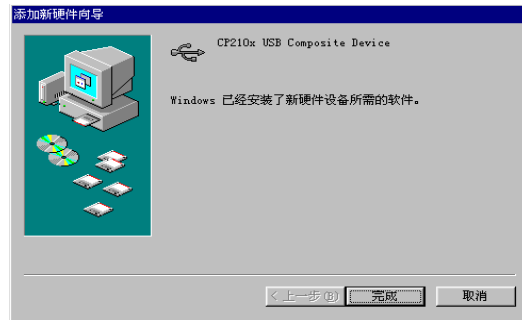 添加新硬件向导
CP210x USB Composite Device
Windows 已经安装了新硬件设备所需的软件。
< 上一步(B)
完成
取消